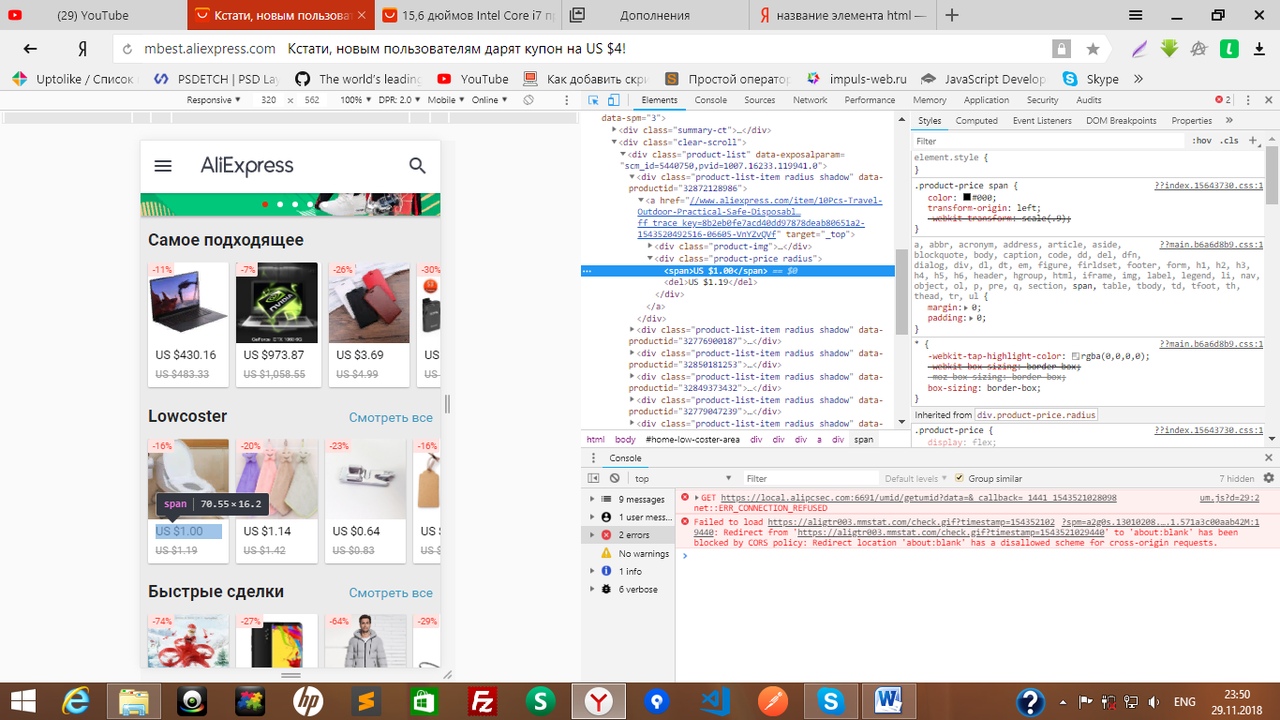 (29) YouTube
Кстати, новым пользоват
15,6 дюймов Intel Core i7 п
Дополнения
название элемента html —
mbest.aliexpress.com Кстати, новым пользователям дарят купон на US $4!
Uptolike / Список
PSDETCH | PSD La
The world's leading
YouTube
Как добавить скри
Простой оператор
impuls-web.ru
JavaScript Develop
Skype
Responsive 320 × 562 100% DPR: 2.0 Mobile Online
AliExpress
Самое подходящее
-11% -7% -26% -30%
GeForce GTX 1060 6G
US $430.16 US $973.87 US $3.69 US
US $483.33 US $1,058.55 US $4.99 US
Lowcoster Смотреть все
-16% -20% -23% -16%
span 70.55 × 16.2
US $1.00 US $1.14 US $0.64 US $
US $1.19 US $1.42 US $0.83 US $
Быстрые сделки Смотреть все
-74% -27% -64% -29%
Elements Console Sources Network Performance Memory Application Security Audits 2
data-spm="3">
<div class="summary-ct">…</div>
<div class="clear-scroll">
<div class="product-list" data-exposalparam=
"scm_id=5440750,pvid=1007.16233.119941.0">
<div class="product-list-item radius shadow" data-
productid="32872128986">
<a href="//www.aliexpress.com/item/10Pcs-Travel-
Outdoor-Practical-Safe-Disposabl…
ff trace key=8b2eb0fe7acd40dd97878deab80651a2-
1543520492516-06605-VnYZvQVf" target="_top">
<div class="product-img">…</div>
<div class="product-price radius">
<span>US $1.00</span> == $0
<del>US $1.19</del>
</div>
</a>
</div>
<div class="product-list-item radius shadow" data-
productid="32776900187">…</div>
<div class="product-list-item radius shadow" data-
productid="32850181253">…</div>
<div class="product-list-item radius shadow" data-
productid="32849373432">…</div>
<div class="product-list-item radius shadow" data-
productid="32779047239">…</div>
<div class="product-list-item radius shadow" data-
html body #home-low-coster-area div div div a div span
Styles Computed Event Listeners DOM Breakpoints Properties »
Filter :hov .cls +
element.style {
}
.product-price span { ??index.15643730.css:1
color: #000;
transform-origin: left;
-webkit-transform: scale(.9);
}
a, abbr, acronym, address, article, aside, ??main.b6a6d8b9.css:1
blockquote, body, caption, code, dd, del, dfn,
dialog, div, dl, dt, em, figure, firldset, footer, form, h1, h2, h3,
h4, h5, h6, header, hgroup, html, iframe, img, label, legend, li, nav,
object, ol, p, pre, q, section, span, table, tbody, td, tfoot, th,
thead, tr, ul {
margin: 0;
padding: 0;
}
* { ??main.b6a6d8b9.css:1
-webkit-tap-highlight-color: rgba(0,0,0,0);
-webkit-box-sizing: border-box;
-moz-box-sizing: border-box;
box-sizing: border-box;
}
Inherited from div.product-price.radius
.product-price { ??index.15643730.css:1
display: flex;
Console
top Filter Default levels Group similar 7 hidden
9 messages
1 user mess...
2 errors
No warnings
1 info
6 verbose
GET https://local.alipcsec.com:6691/umid/getumid?data=&_callback=_1441_1543521028098 um.js?d=29:2
net::ERR_CONNECTION_REFUSED
Failed to load https://aligtr003.mmstat.com/check.gif?timestamp=154352102 ?spm=a2g0s.13010208.…1.571a3c00aab42M:1
9440: Redirect from 'https://aligtr003.mmstat.com/check.gif?timestamp=1543521029440' to 'about:blank' has been
blocked by CORS policy: Redirect location 'about:blank' has a disallowed scheme for cross-origin requests.
ENG
23:50
29.11.2018